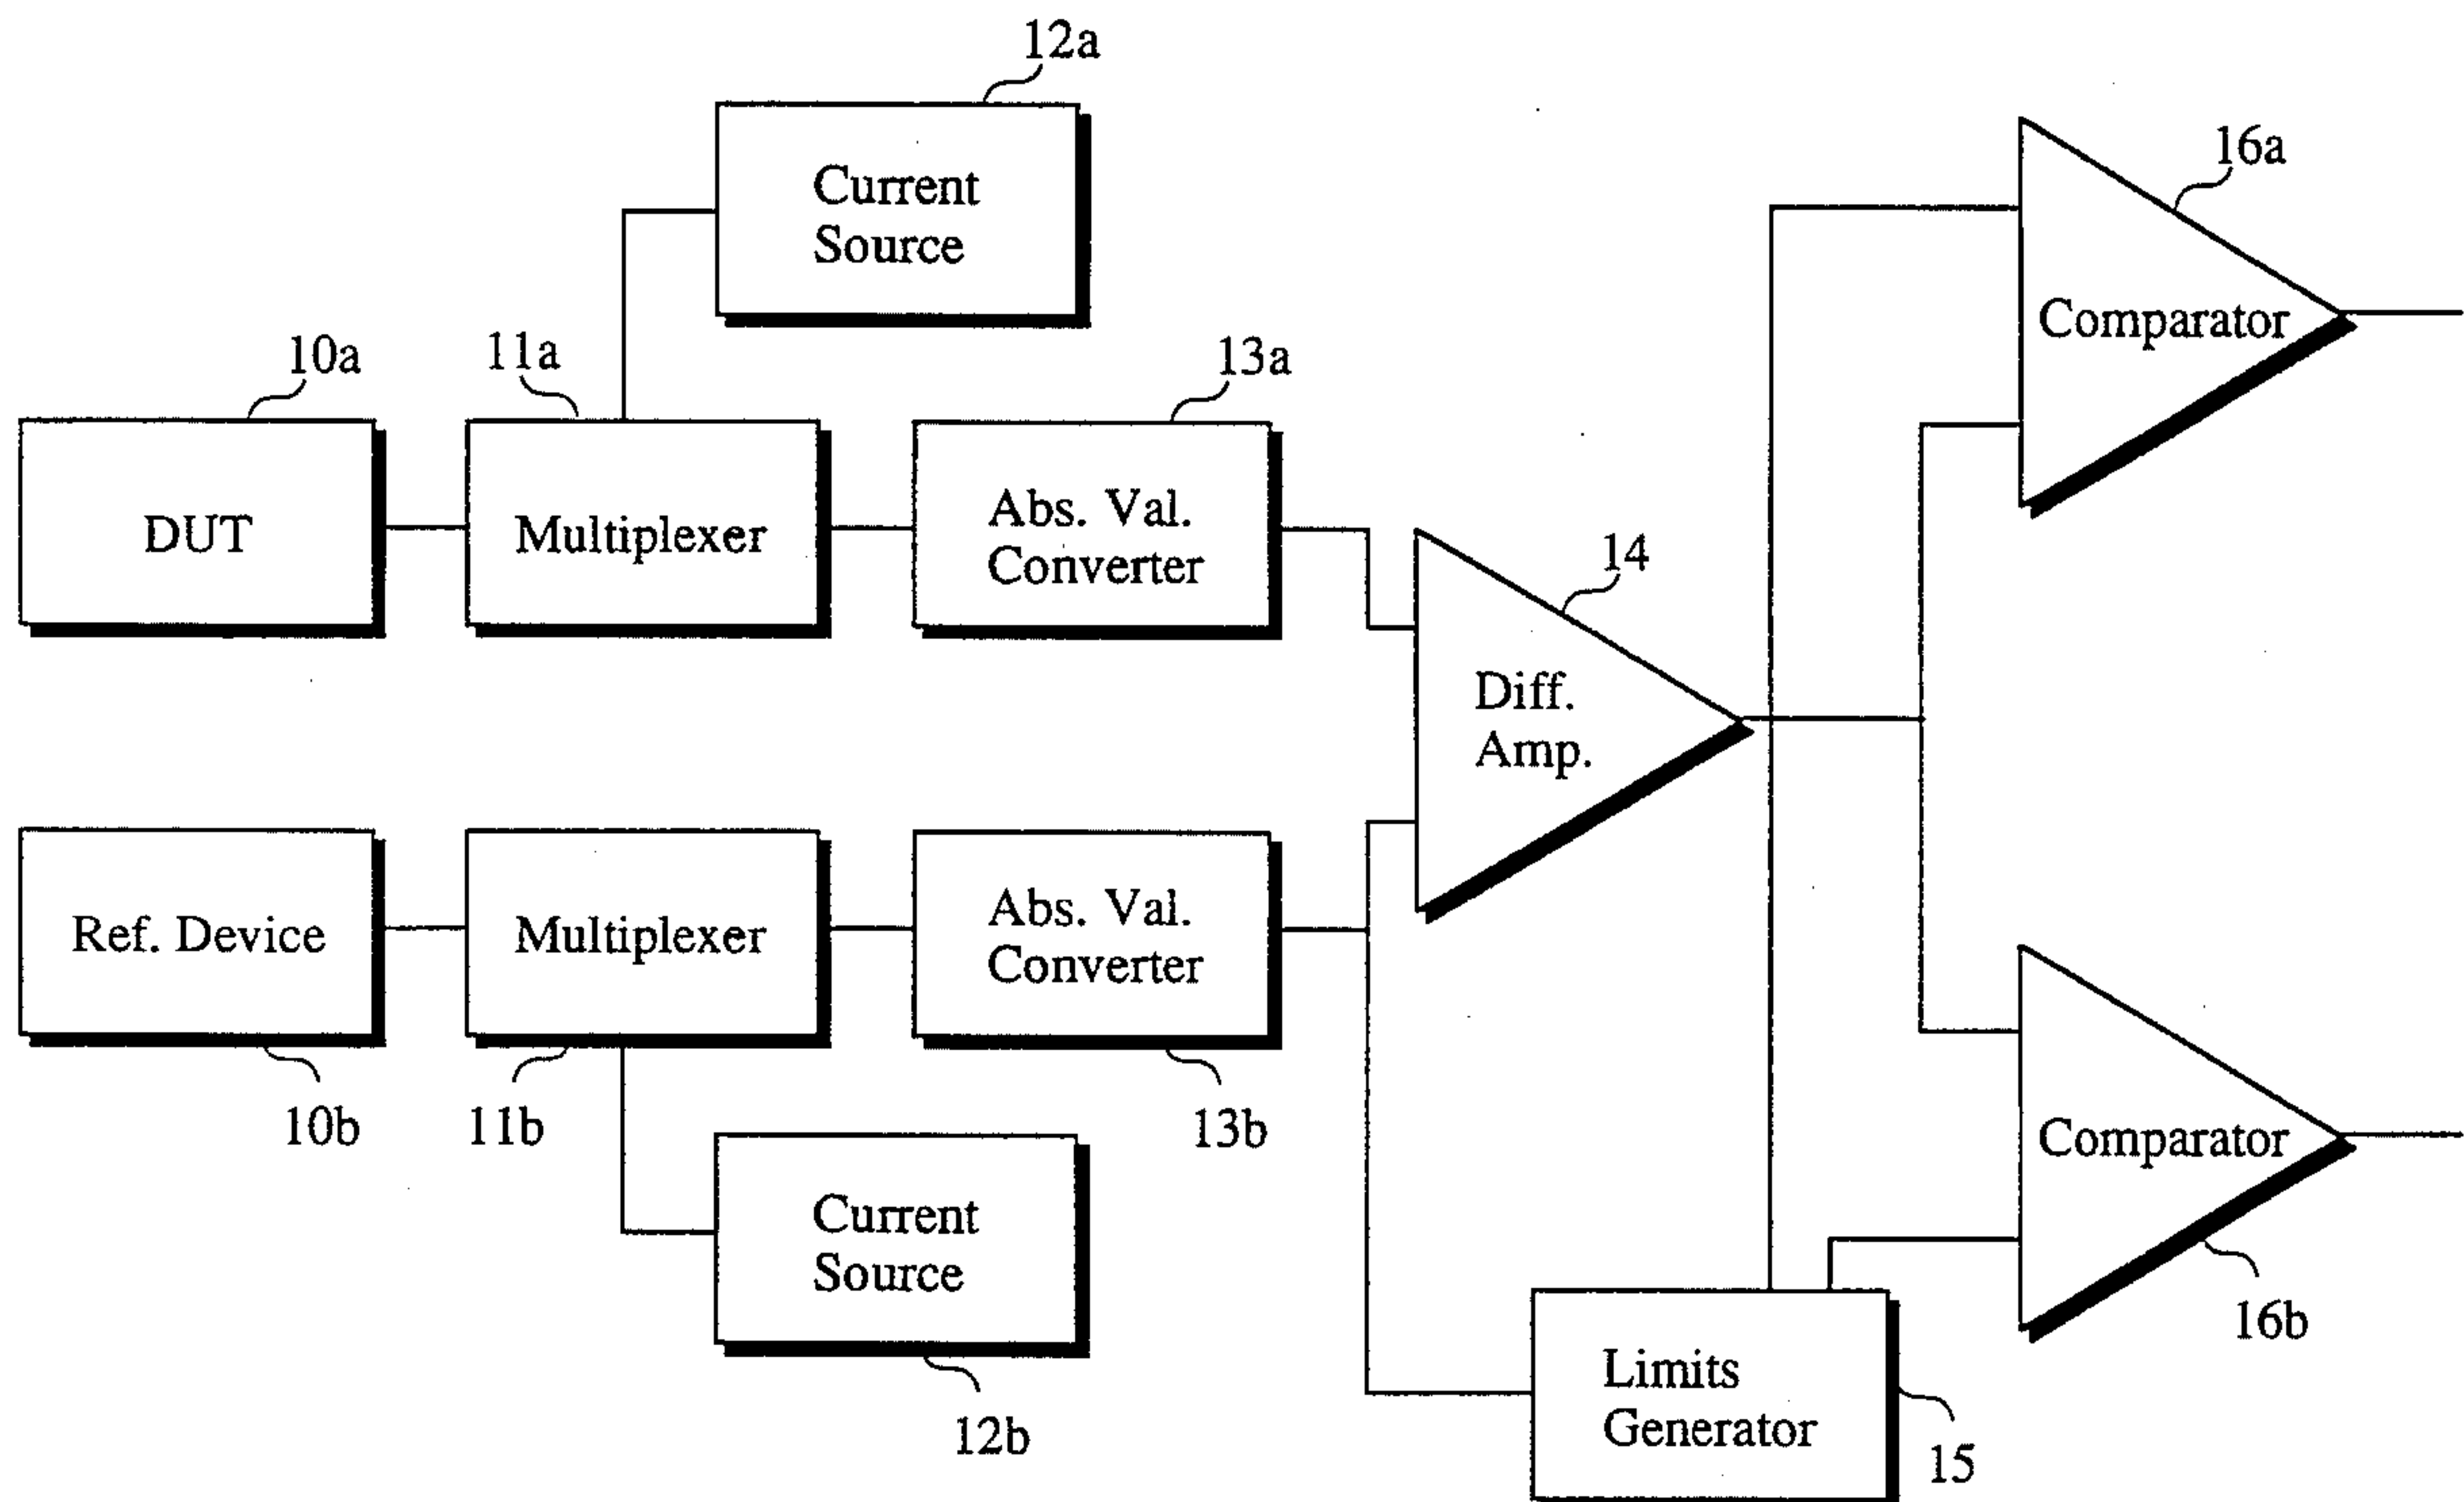 12a
16a
Current
Source
10a
11a
13a
Comparator
DUT
Multiplexer
Abs. Val.
Converter
14
Diff.
Amp.
Ref. Device
Multiplexer
Abs. Val.
Converter
10b
11b
13b
Comparator
Current
Source
16b
Limits
Generator
12b
15